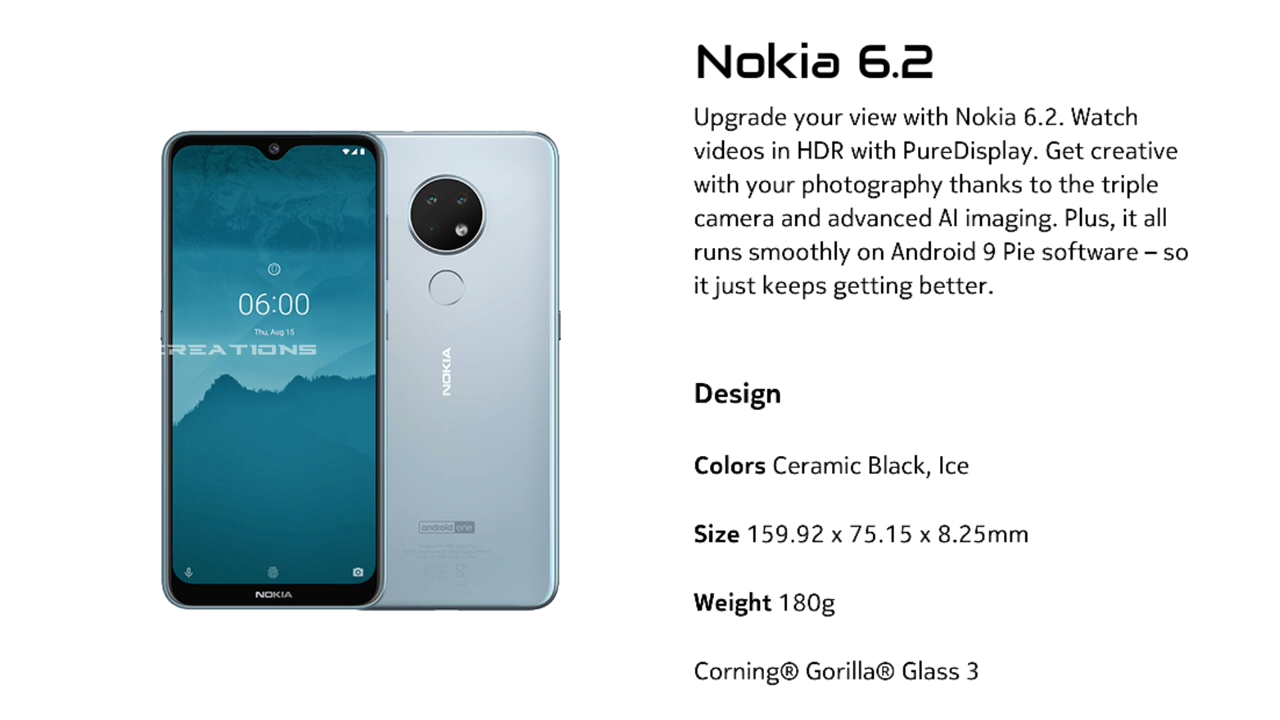 Nokia 6.2
Upgrade your view with Nokia 6.2. Watch
videos in HDR with PureDisplay. Get creative
with your photography thanks to the triple
camera and advanced AI imaging. Plus, it all
runs smoothly on Android 9 Pie software – so
it just keeps getting better.
Design
Colors Ceramic Black, Ice
Size 159.92 x 75.15 x 8.25mm
Weight 180g
Corning® Gorilla® Glass 3
06:00
Thu, Aug 15
CREAT1ONS
NOKIA
NOKIA
android one